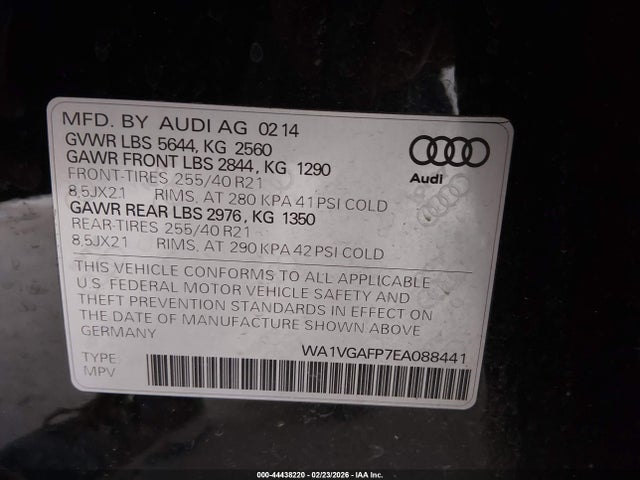 MFD. BY AUDI AG 02 14
GVWR LBS 5644, KG 2560
GAWR FRONT LBS 2844, KG 1290
FRONT-TIRES 255/40 R21
8,5JX21 RIMS, AT 280 KPA 41 PSI COLD
GAWR REAR LBS 2976, KG 1350
REAR-TIRES 255/40 R21
8,5JX21 RIMS, AT 290 KPA 42 PSI COLD
Audi
THIS VEHICLE CONFORMS TO ALL APPLICABLE
U.S. FEDERAL MOTOR VEHICLE SAFETY AND
THEFT PREVENTION STANDARDS IN EFFECT ON
THE DATE OF MANUFACTURE SHOWN ABOVE
GERMANY
WA1VGAFP7EA088441
TYPE
MPV
000-44438220 - 02/23/2026 - IAA Inc.